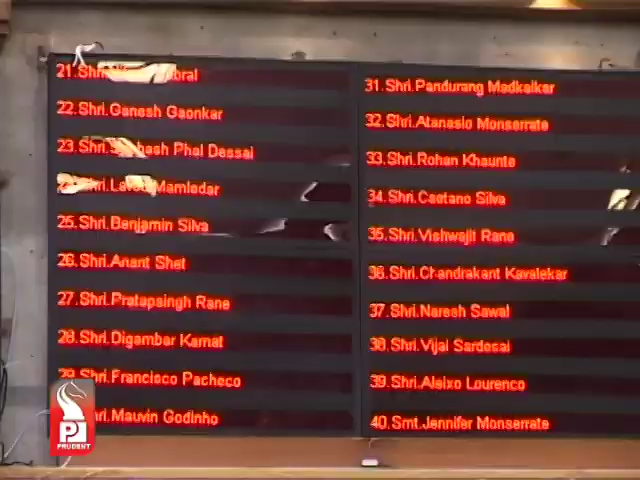 21.Shri
22.Shri.Ganesh Gaonkar
23.Shri. Phal Dessai
Shri. Mamledar
25.Shri.Benjamin Silva
26.Shri.Anant Shet
27.Shri.Pratapsingh Rane
28.Shri.Digambar Kamat
29.Shri.Francisco Pacheco
Shri.Mauvin Godinho
31.Shri.Pandurang Madkaikar
32.Shri.Atanasio Monserrate
33.Shri.Rohan Khaunte
34.Shri.Caetano Silva
35.Shri.Vishwajit Rane
36.Shri.Chandrakant Kavalekar
37.Shri.Naresh Sawal
38.Shri.Vijai Sardesai
39.Shri.Aleixo Lourenco
40.Smt.Jennifer Monserrate
PRUDENT